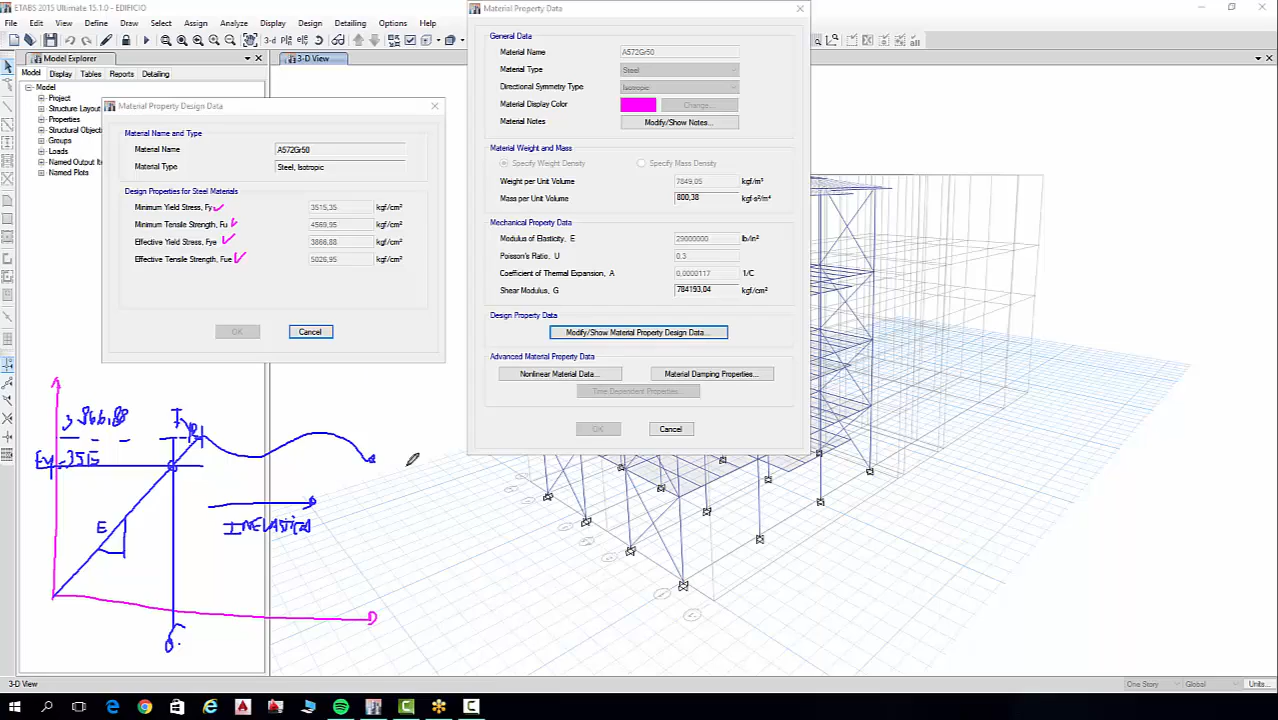 ETABS 2015 Ultimate 15.1.0 - EDIFICIO
File Edit View Define Draw Select Assign Analyze Display Design Detailing Options Help
3-d
all
Model Explorer
Model Display Tables Reports Detailing
Model
Project
Structure Layout
Properties
Structural Objects
Groups
Loads
Named Output It
Named Plots
3-D View
Material Property Design Data
Material Name and Type
Material Name A572Gr50
Material Type Steel, Isotropic
Design Properties for Steel Materials
Minimum Yield Stress, Fy 3515,35 kgf/cm²
Minimum Tensile Strength, Fu 4569,95 kgf/cm²
Effective Yield Stress, Fye 3866,88 kgf/cm²
Effective Tensile Strength, Fue 5026,95 kgf/cm²
OK Cancel
Material Property Data
General Data
Material Name A572Gr50
Material Type Steel
Directional Symmetry Type Isotropic
Material Display Color Change...
Material Notes Modify/Show Notes...
Material Weight and Mass
Specify Weight Density Specify Mass Density
Weight per Unit Volume 7849,05 kgf/m³
Mass per Unit Volume 800,38 kgf-s²/m⁴
Mechanical Property Data
Modulus of Elasticity, E 29000000 lb/in²
Poisson's Ratio, U 0.3
Coefficient of Thermal Expansion, A 0,0000117 1/C
Shear Modulus, G 784193,04 kgf/cm²
Design Property Data
Modify/Show Material Property Design Data...
Advanced Material Property Data
Nonlinear Material Data... Material Damping Properties...
Time Dependent Properties...
OK Cancel
3866.88
Fy=3515
E
INELASTICA
3-D View
One Story Global Units...